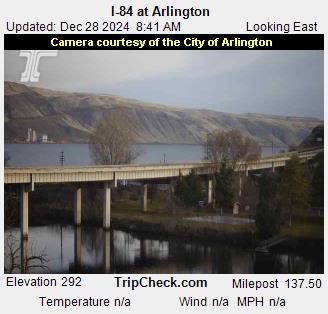 I-84 at Arlington
Updated: Dec 28 2024 8:41 AM Looking East
Camera courtesy of the City of Arlington
Elevation 292 TripCheck.com Milepost 137.50
Temperature n/a Wind n/a MPH n/a